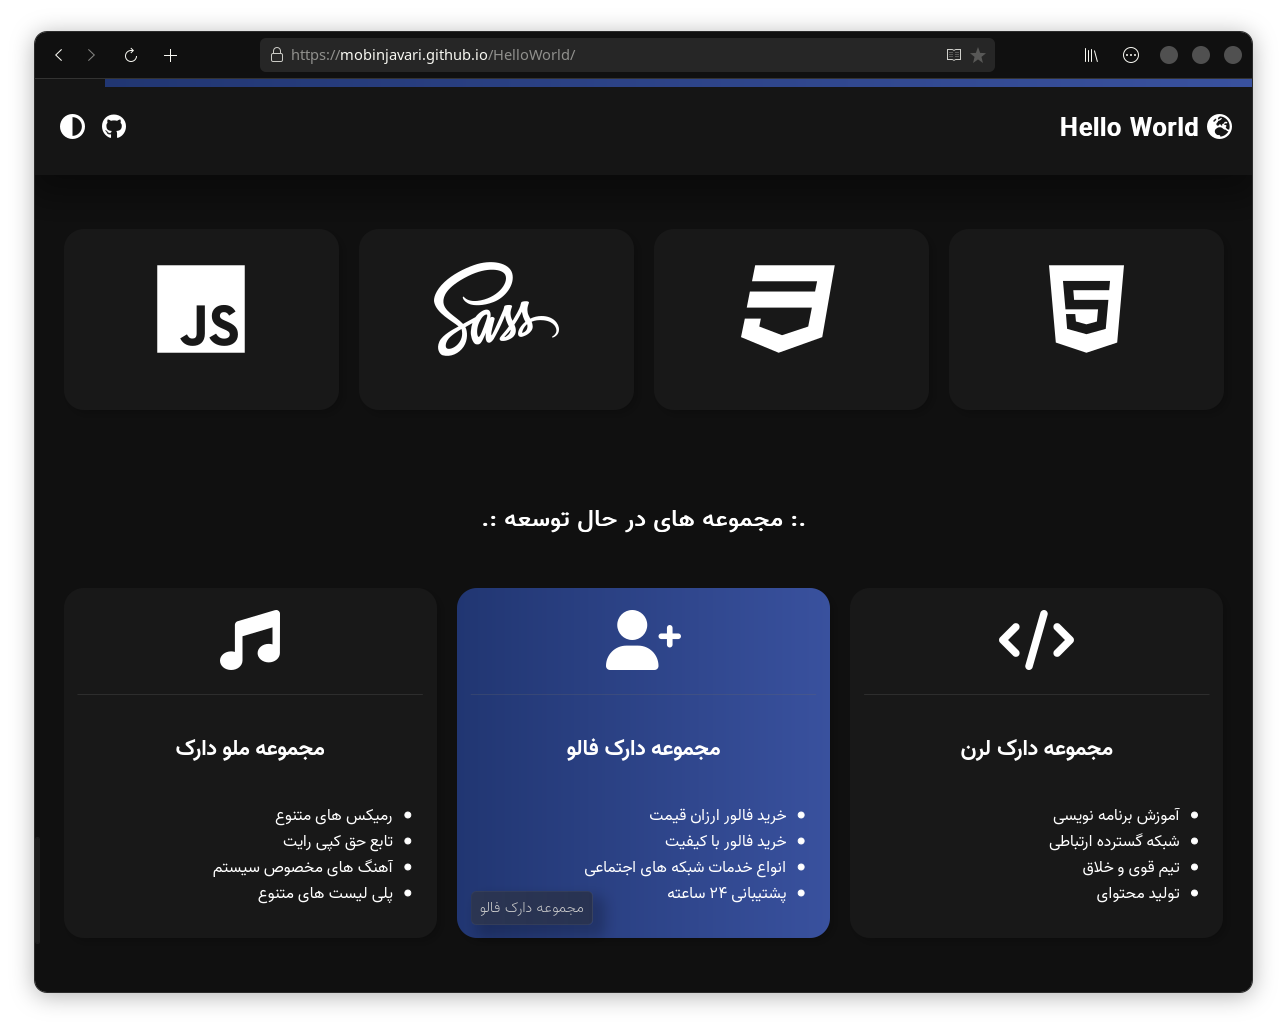 https://mobinjavari.github.io/HelloWorld/
Hello World
JS
Sass
.: مجموعه های در حال توسعه :.
مجموعه دارک لرن
آموزش برنامه نویسی
شبکه گسترده ارتباطی
تیم قوی و خلاق
تولید محتوای
مجموعه دارک فالو
خرید فالور ارزان قیمت
خرید فالور با کیفیت
انواع خدمات شبکه های اجتماعی
پشتیبانی ۲۴ ساعته
مجموعه دارک فالو
مجموعه ملو دارک
رمیکس های متنوع
تابع حق کپی رایت
آهنگ های مخصوص سیستم
پلی لیست های متنوع